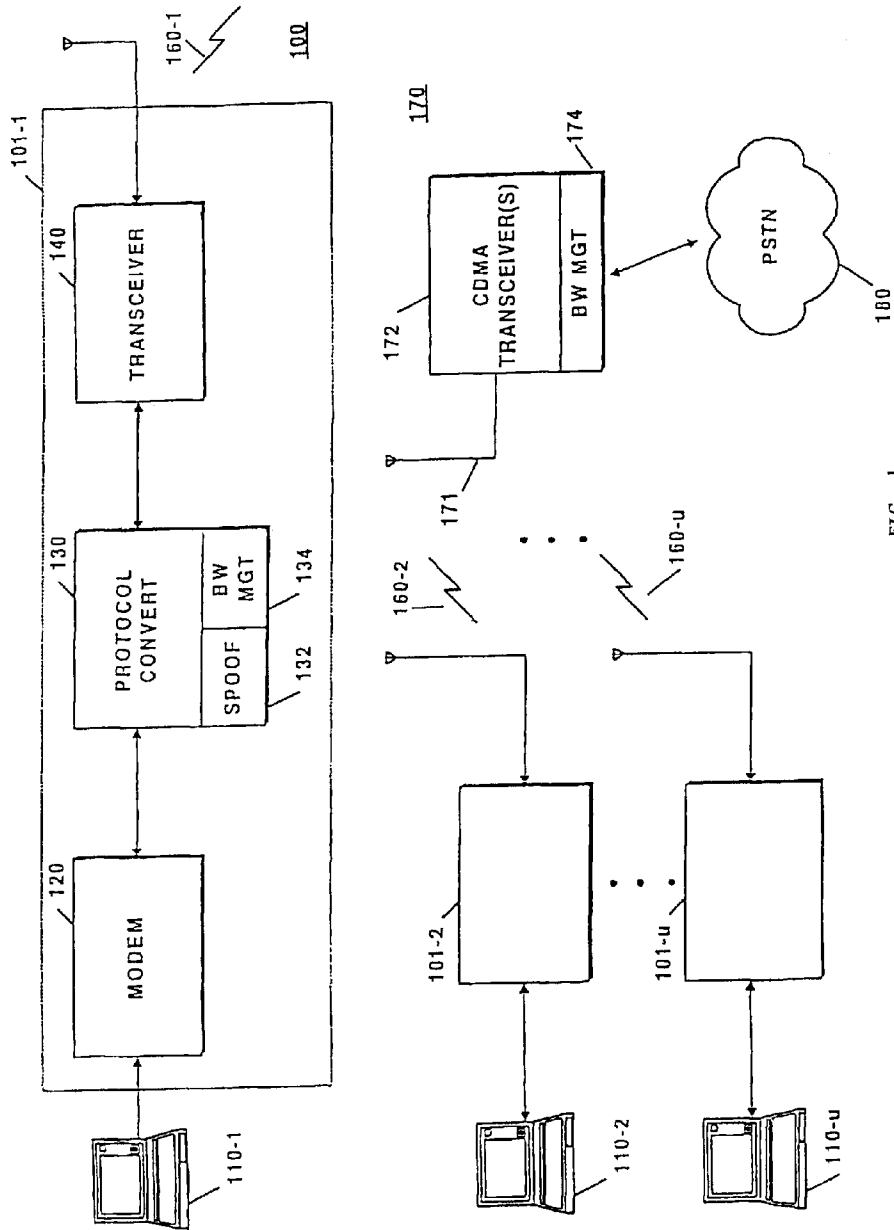 101-1
120
130
140
MODEM
PROTOCOL
CONVERT
SPOOF
BW
MGT
132
134
TRANSCEIVER
160-1
100
110-1
170
172
CDMA
TRANSCEIVER(S)
BW MGT
174
171
PSTN
180
160-2
160-u
101-2
101-u
110-2
110-u
FIG. 1